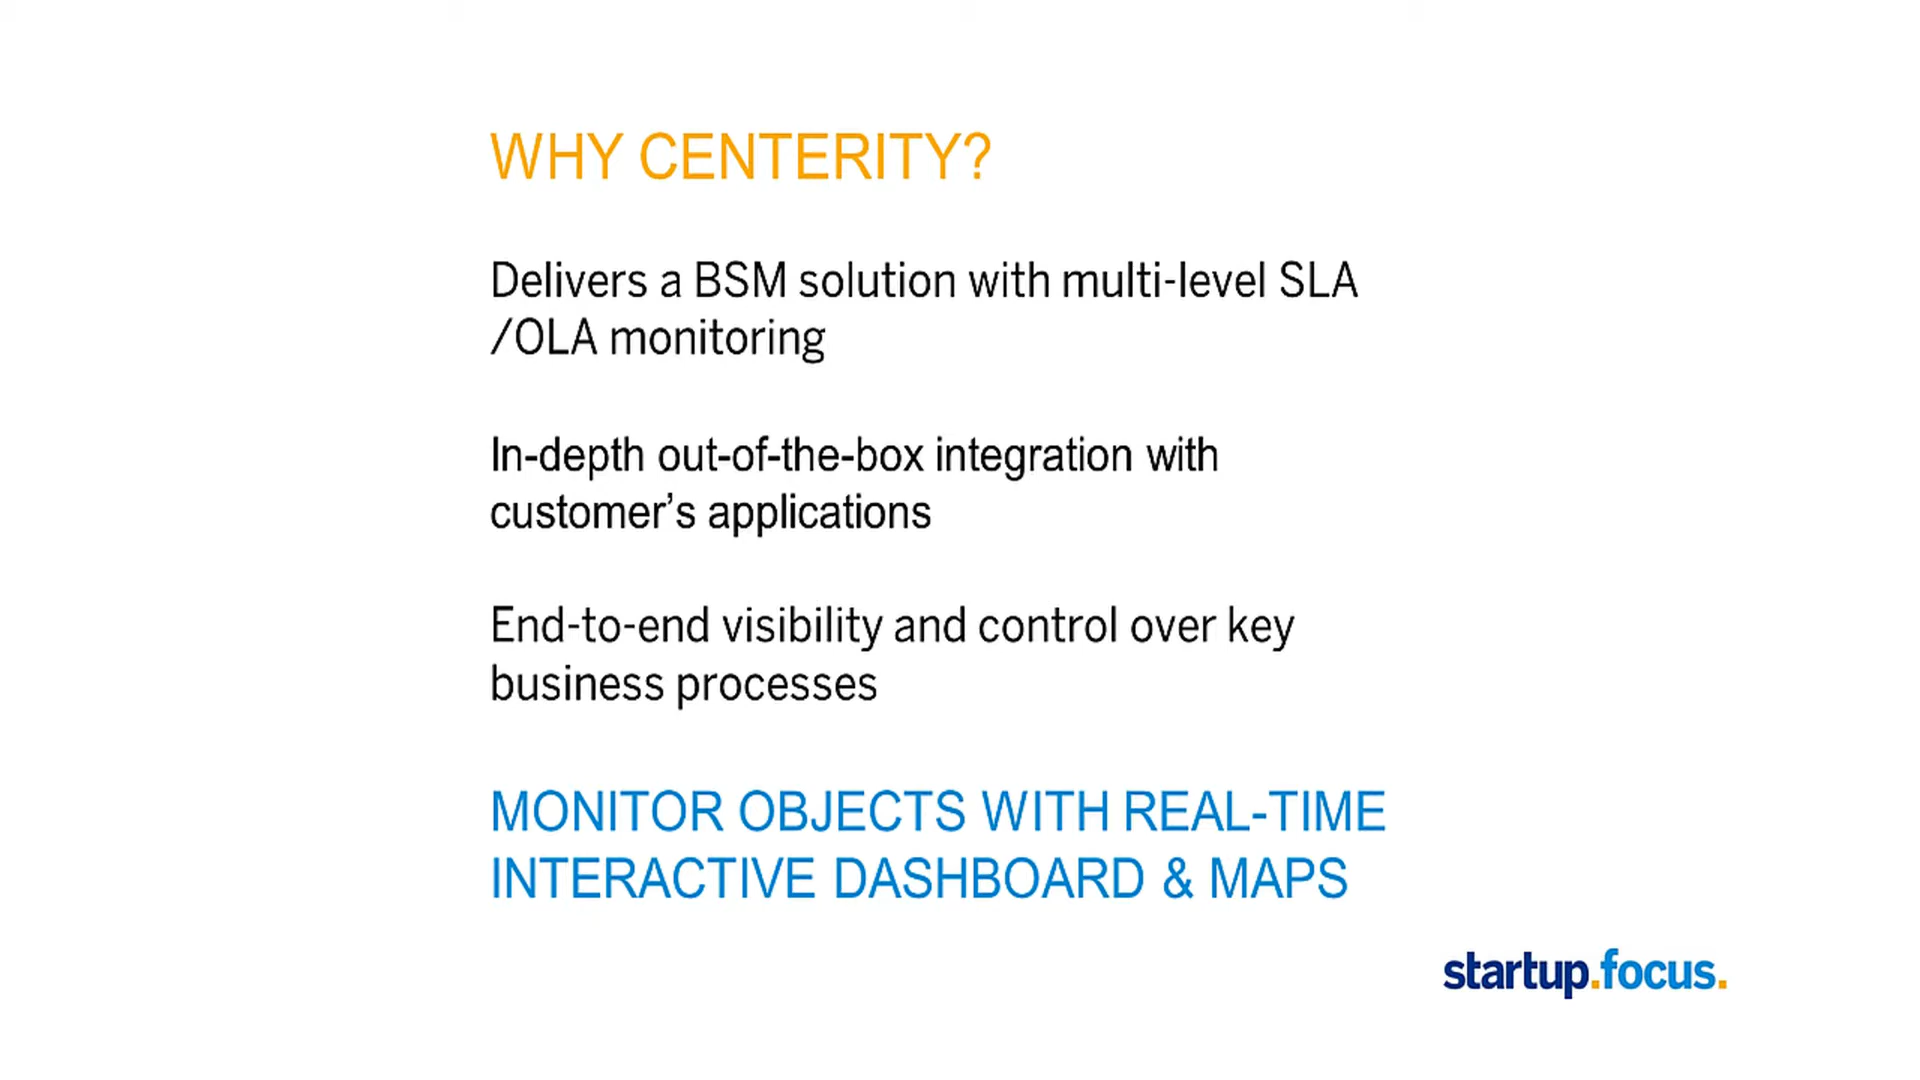 WHY CENTERITY?
Delivers a BSM solution with multi-level SLA
/OLA monitoring
In-depth out-of-the-box integration with
customer’s applications
End-to-end visibility and control over key
business processes
MONITOR OBJECTS WITH REAL-TIME
INTERACTIVE DASHBOARD & MAPS
startup.focus.